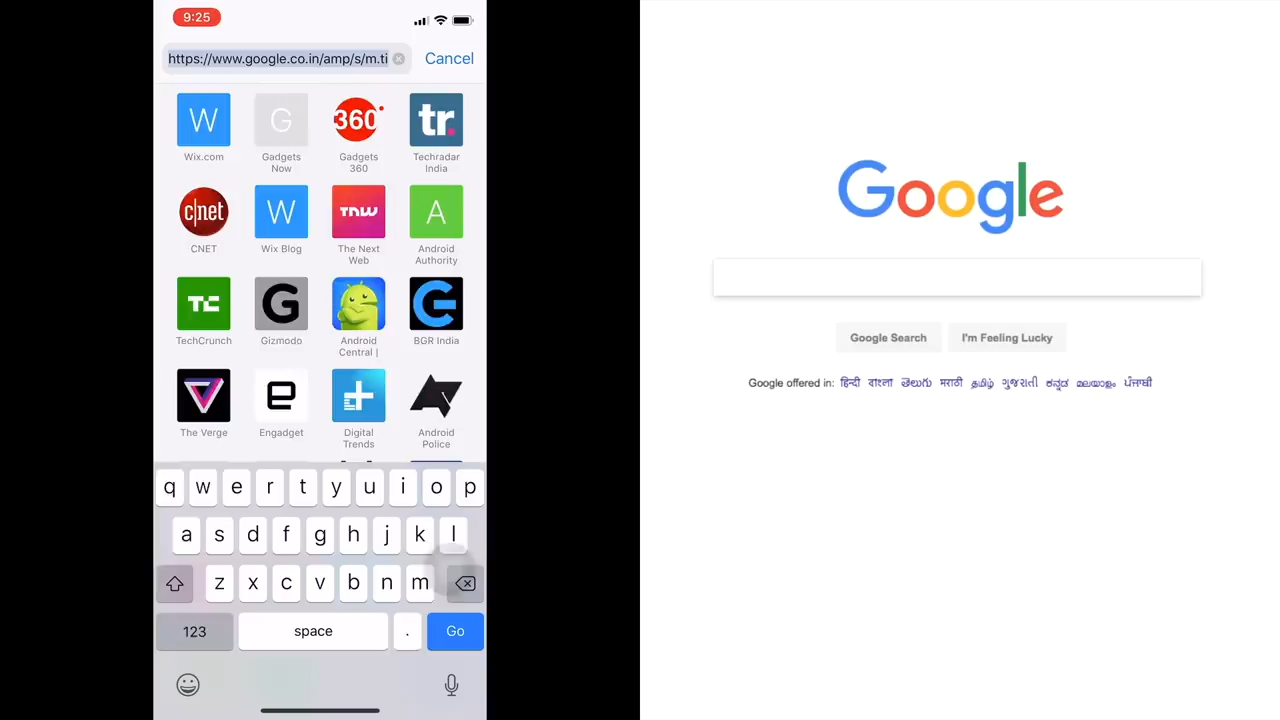 9:25
https://www.google.co.in/amp/s/m.ti
Cancel
W
G
360
tr.
Wix.com
Gadgets
Now
Gadgets
360
Techradar
India
c|net
W
TNW
A
CNET
Wix Blog
The Next
Web
Android
Authority
TC
G
G
TechCrunch
Gizmodo
Android
Central |
BGR India
e
The Verge
Engadget
Digital
Trends
Android
Police
q w e r t y u i o p
a s d f g h j k l
z x c v b n m
123
space
.
Go
Google
Google Search
I'm Feeling Lucky
Google offered in: हिन्दी বাংলা తెలుగు मराठी தமிழ் ગુજરાતી ಕನ್ನಡ മലയാളം ਪੰਜਾਬੀ